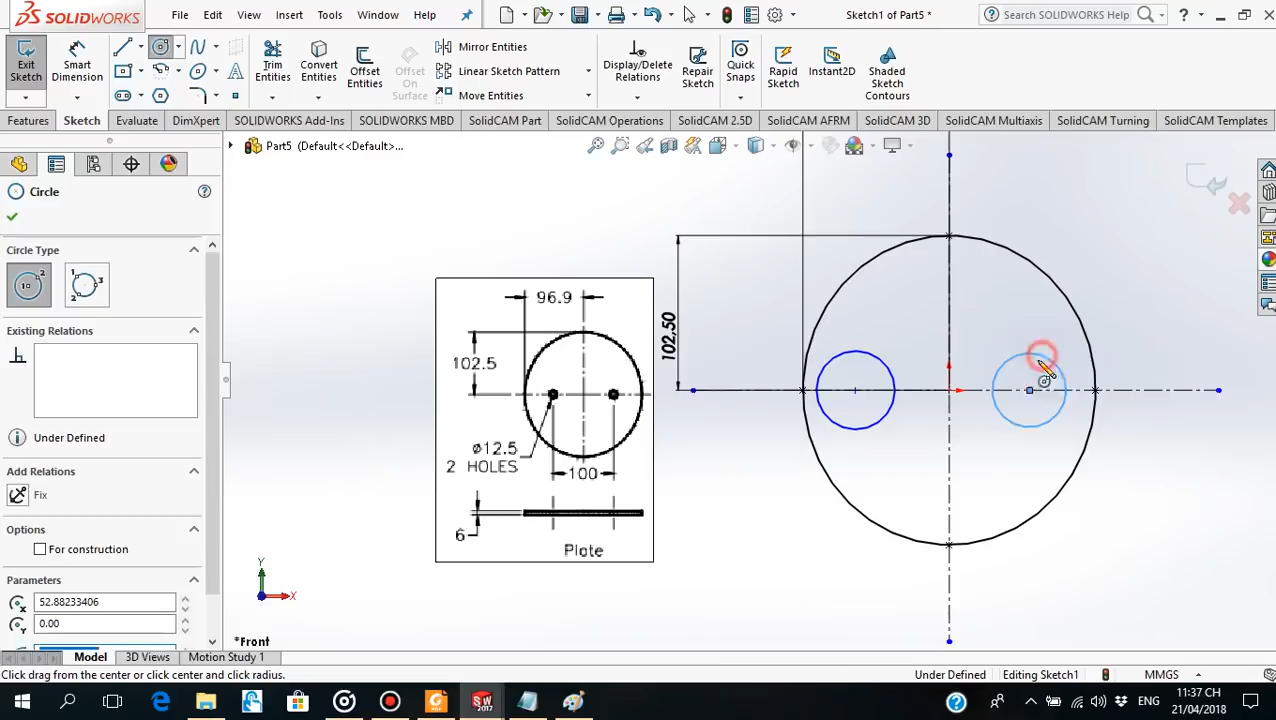 SOLIDWORKS File Edit View Insert Tools Window Help Sketch1 of Part5 * Search SOLIDWORKS Help ?
Exit Sketch
Smart Dimension
Trim Entities
Convert Entities
Offset Entities
Offset On Surface
Mirror Entities
Linear Sketch Pattern
Move Entities
Display/Delete Relations
Repair Sketch
Quick Snaps
Rapid Sketch
Instant2D
Shaded Sketch Contours
Features Sketch Evaluate DimXpert SOLIDWORKS Add-Ins SOLIDWORKS MBD SolidCAM Part SolidCAM Operations SolidCAM 2.5D SolidCAM AFRM SolidCAM 3D SolidCAM Multiaxis SolidCAM Turning SolidCAM Templates
Part5 (Default<<Default>...
Circle
Circle Type
Existing Relations
Under Defined
Add Relations
Fix
Options
For construction
Parameters
52.88233406
0.00
96.9
102.5
ø12.5
2 HOLES
100
6
Plate
102.50
Y
X
*Front
Model 3D Views Motion Study 1
Click drag from the center or click center and click radius. Under Defined Editing Sketch1 MMGS
ENG 11:37 CH
21/04/2018